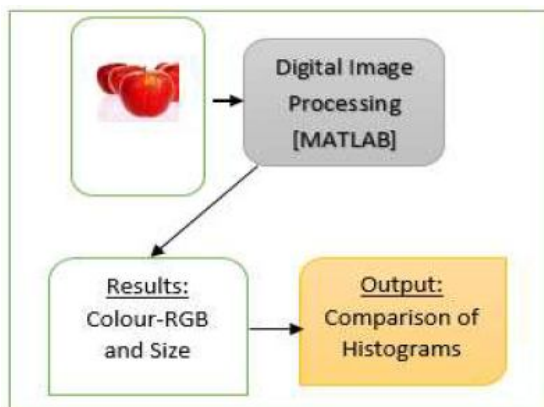 Digital Image
Processing
[MATLAB]
Results:
Colour-RGB
and Size
Output:
Comparison of
Histograms